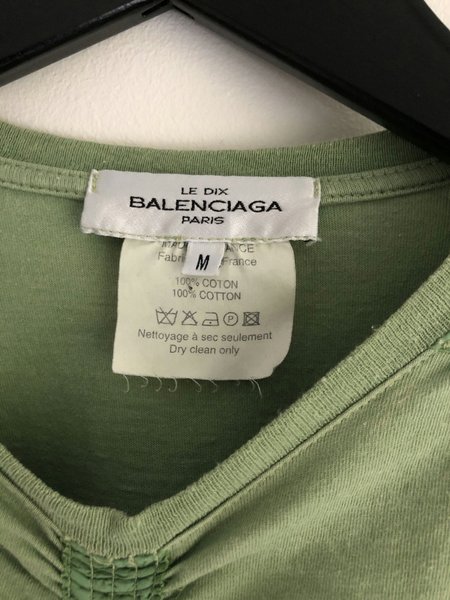 LE DIX
BALENCIAGA
PARIS
M
100% COTON
100% COTTON
Nettoyage à sec seulement
Dry clean only